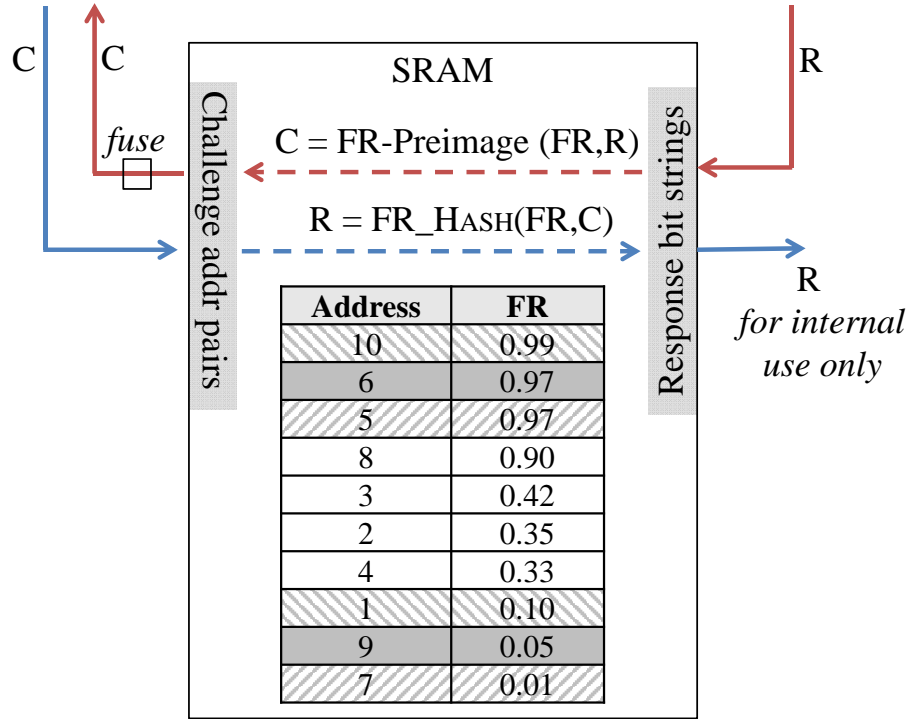 C
C
R
fuse
SRAM
Challenge addr pairs
C = FR-Preimage (FR,R)
R = FR_HASH(FR,C)
Response bit strings
R
for internal
use only
Address FR
10 0.99
6 0.97
5 0.97
8 0.90
3 0.42
2 0.35
4 0.33
1 0.10
9 0.05
7 0.01